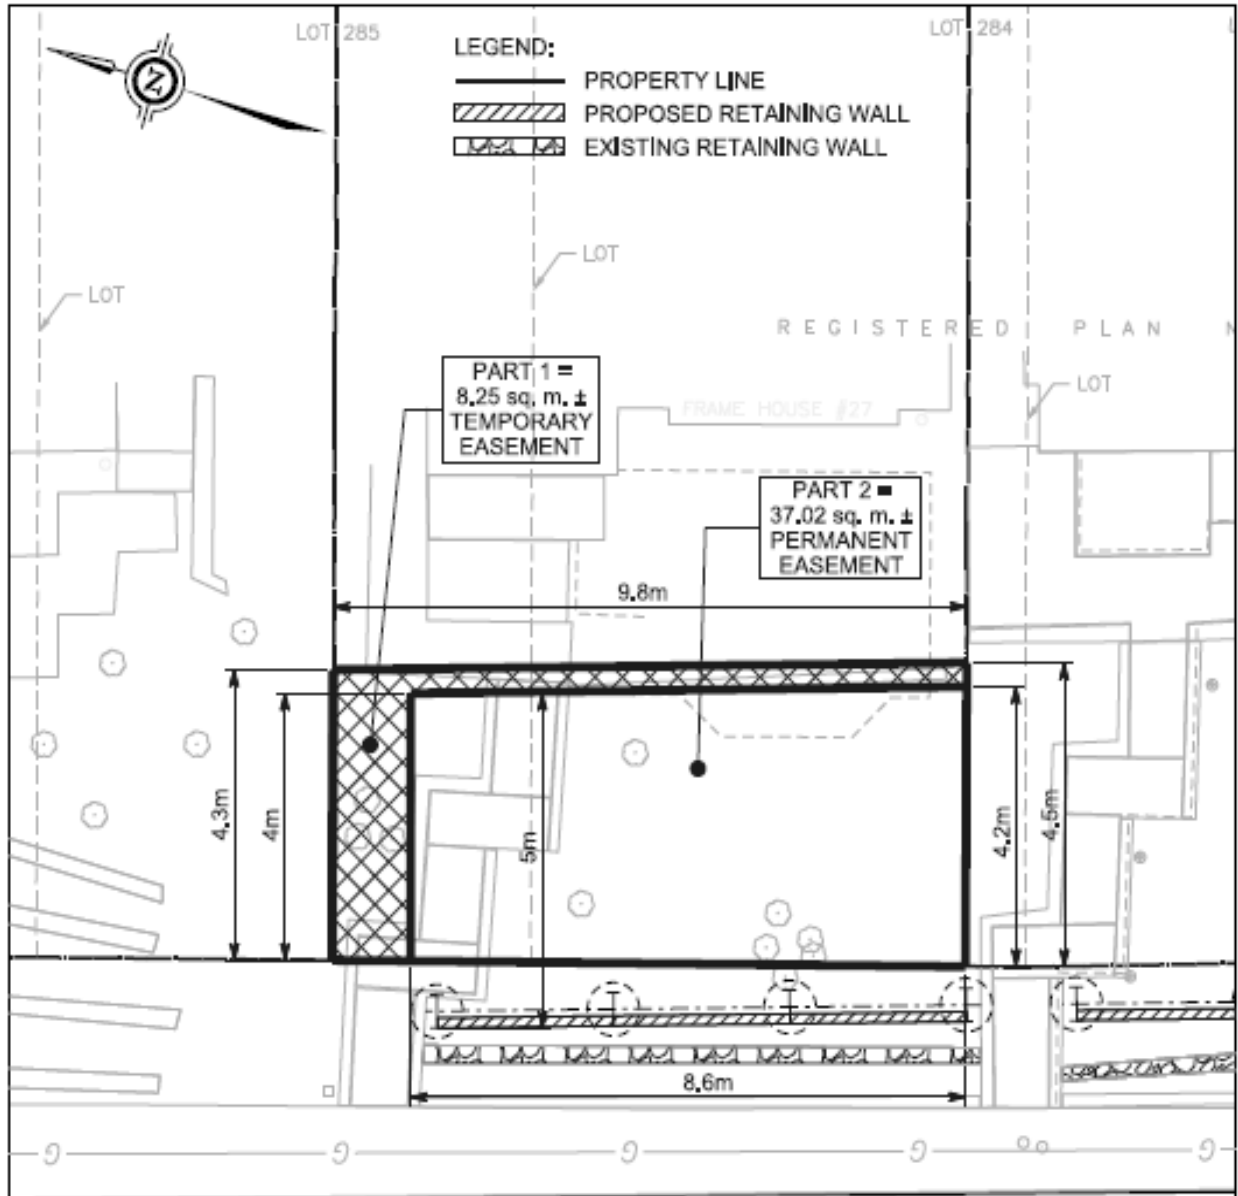 LOT 285
LOT 284
L
N
LEGEND:
PROPERTY LINE
PROPOSED RETAINING WALL
EXISTING RETAINING WALL
LOT
LOT
REGISTERED PLAN N
LOT
PART 1 =
8.25 sq. m. ±
TEMPORARY
EASEMENT
FRAME HOUSE #27
PART 2 =
37.02 sq. m. ±
PERMANENT
EASEMENT
9.8m
4.3m
4m
5m
4.2m
4.5m
8.6m
G
G
G
G
G